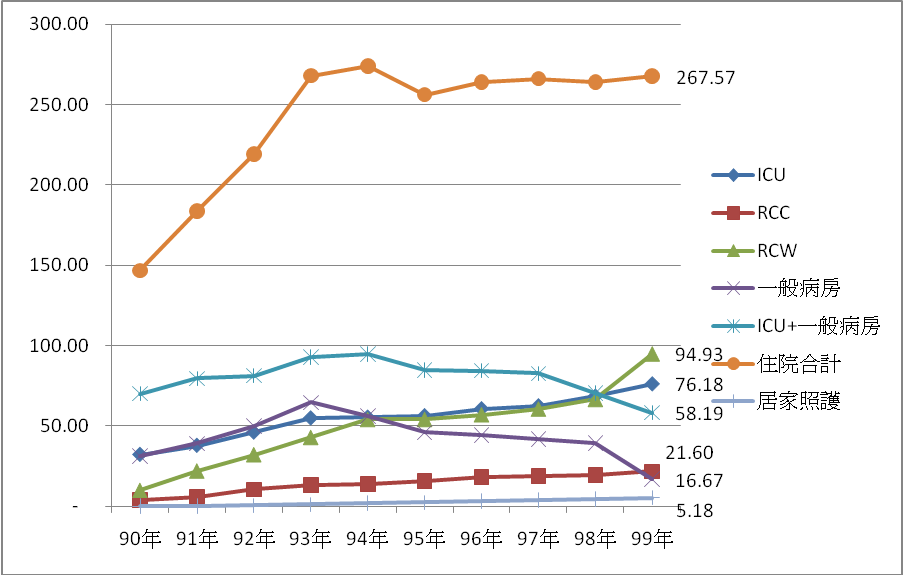 300.00
250.00
200.00
150.00
100.00
50.00
-
90年 91年 92年 93年 94年 95年 96年 97年 98年 99年
267.57
94.93
76.18
58.19
21.60
16.67
5.18
ICU
RCC
RCW
一般病房
ICU+一般病房
住院合計
居家照護